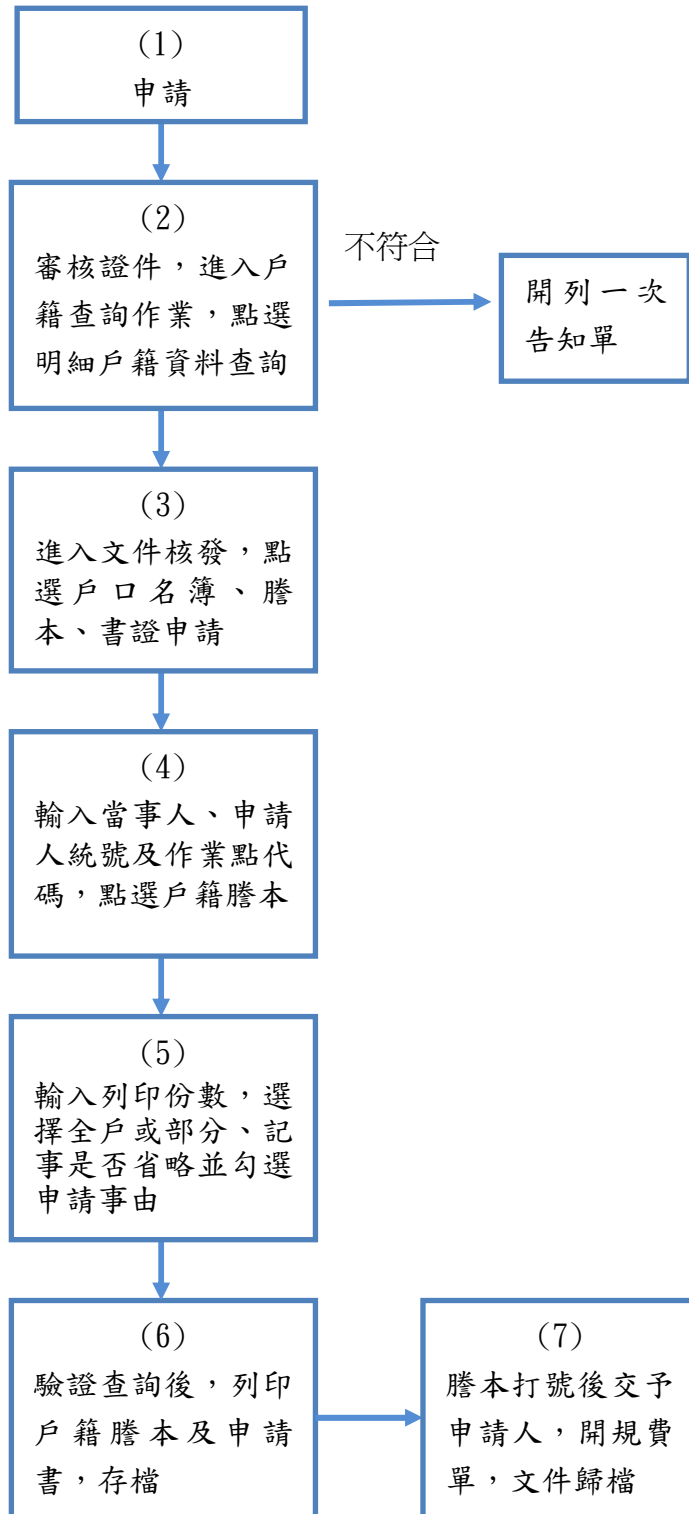 (1)
申請
(2)
審核證件，進入戶
籍查詢作業，點選
明細戶籍資料查詢
不符合
開列一次
告知單
(3)
進入文件核發，點
選戶口名簿、謄
本、書證申請
(4)
輸入當事人、申請
人統號及作業點代
碼，點選戶籍謄本
(5)
輸入列印份數，選
擇全戶或部分、記
事是否省略並勾選
申請事由
(6)
驗證查詢後，列印
戶籍謄本及申請
書，存檔
(7)
謄本打號後交予
申請人，開規費
單，文件歸檔